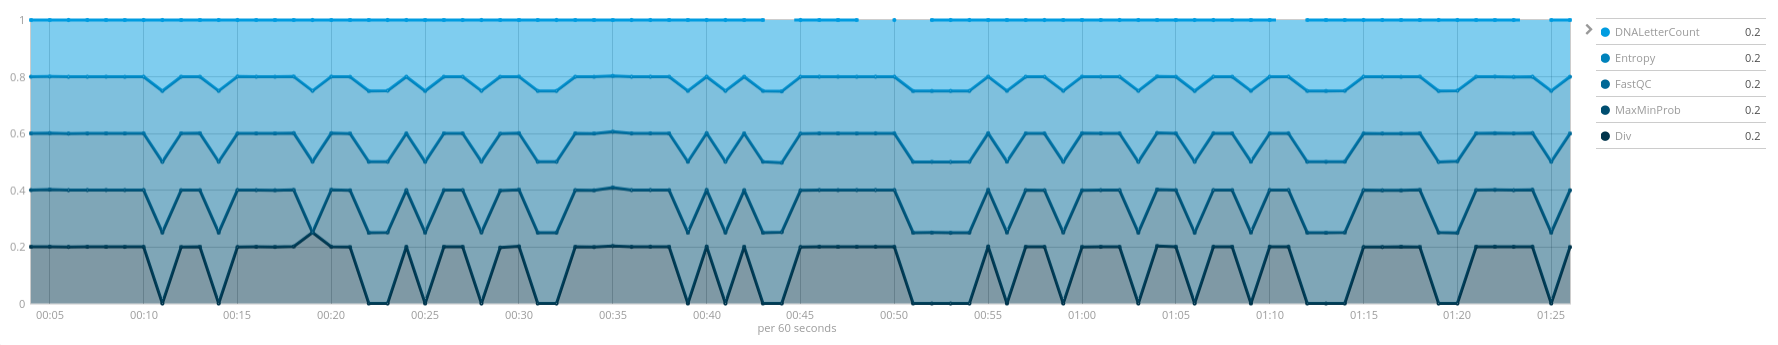 1
0.8
0.6
0.4
0.2
0
00:05 00:10 00:15 00:20 00:25 00:30 00:35 00:40 00:45 00:50 00:55 01:00 01:05 01:10 01:15 01:20 01:25
per 60 seconds
DNALetterCount 0.2
Entropy 0.2
FastQC 0.2
MaxMinProb 0.2
Div 0.2